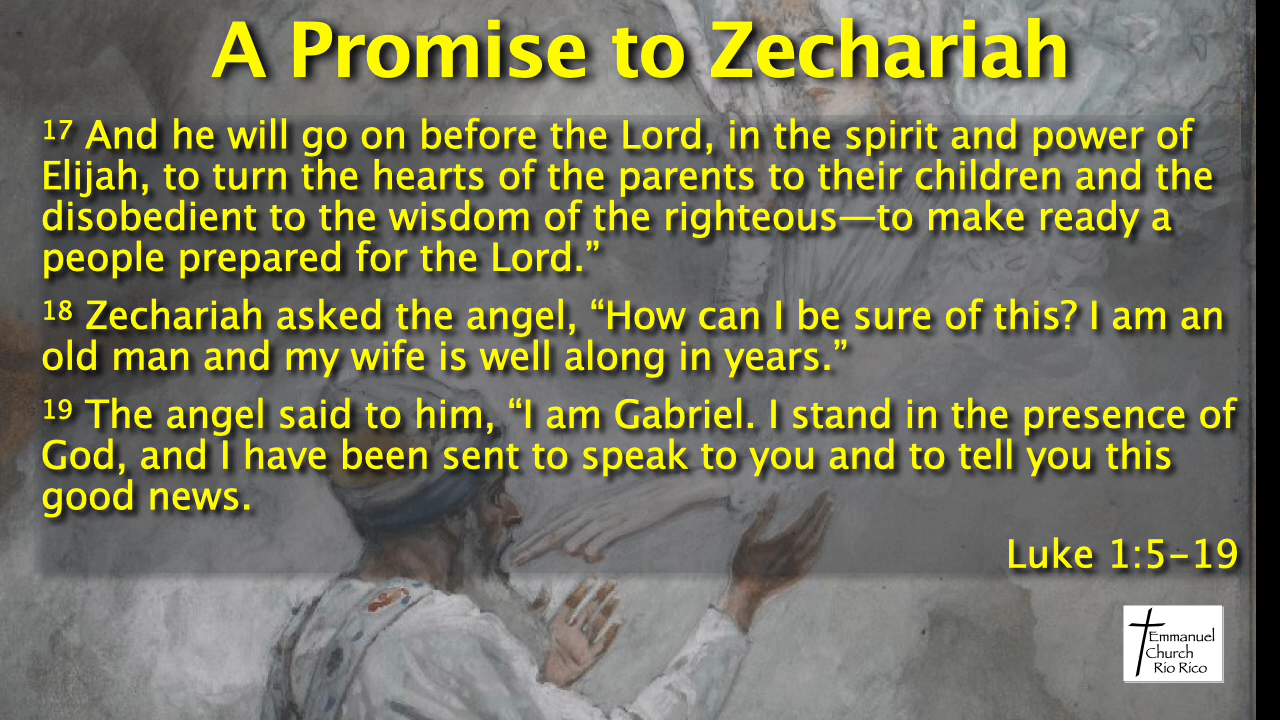 A Promise to Zechariah
17 And he will go on before the Lord, in the spirit and power of
Elijah, to turn the hearts of the parents to their children and the
disobedient to the wisdom of the righteous—to make ready a
people prepared for the Lord.”
18 Zechariah asked the angel, “How can I be sure of this? I am an
old man and my wife is well along in years.”
19 The angel said to him, “I am Gabriel. I stand in the presence of
God, and I have been sent to speak to you and to tell you this
good news.
Luke 1:5–19
Emmanuel
Church
Rio Rico